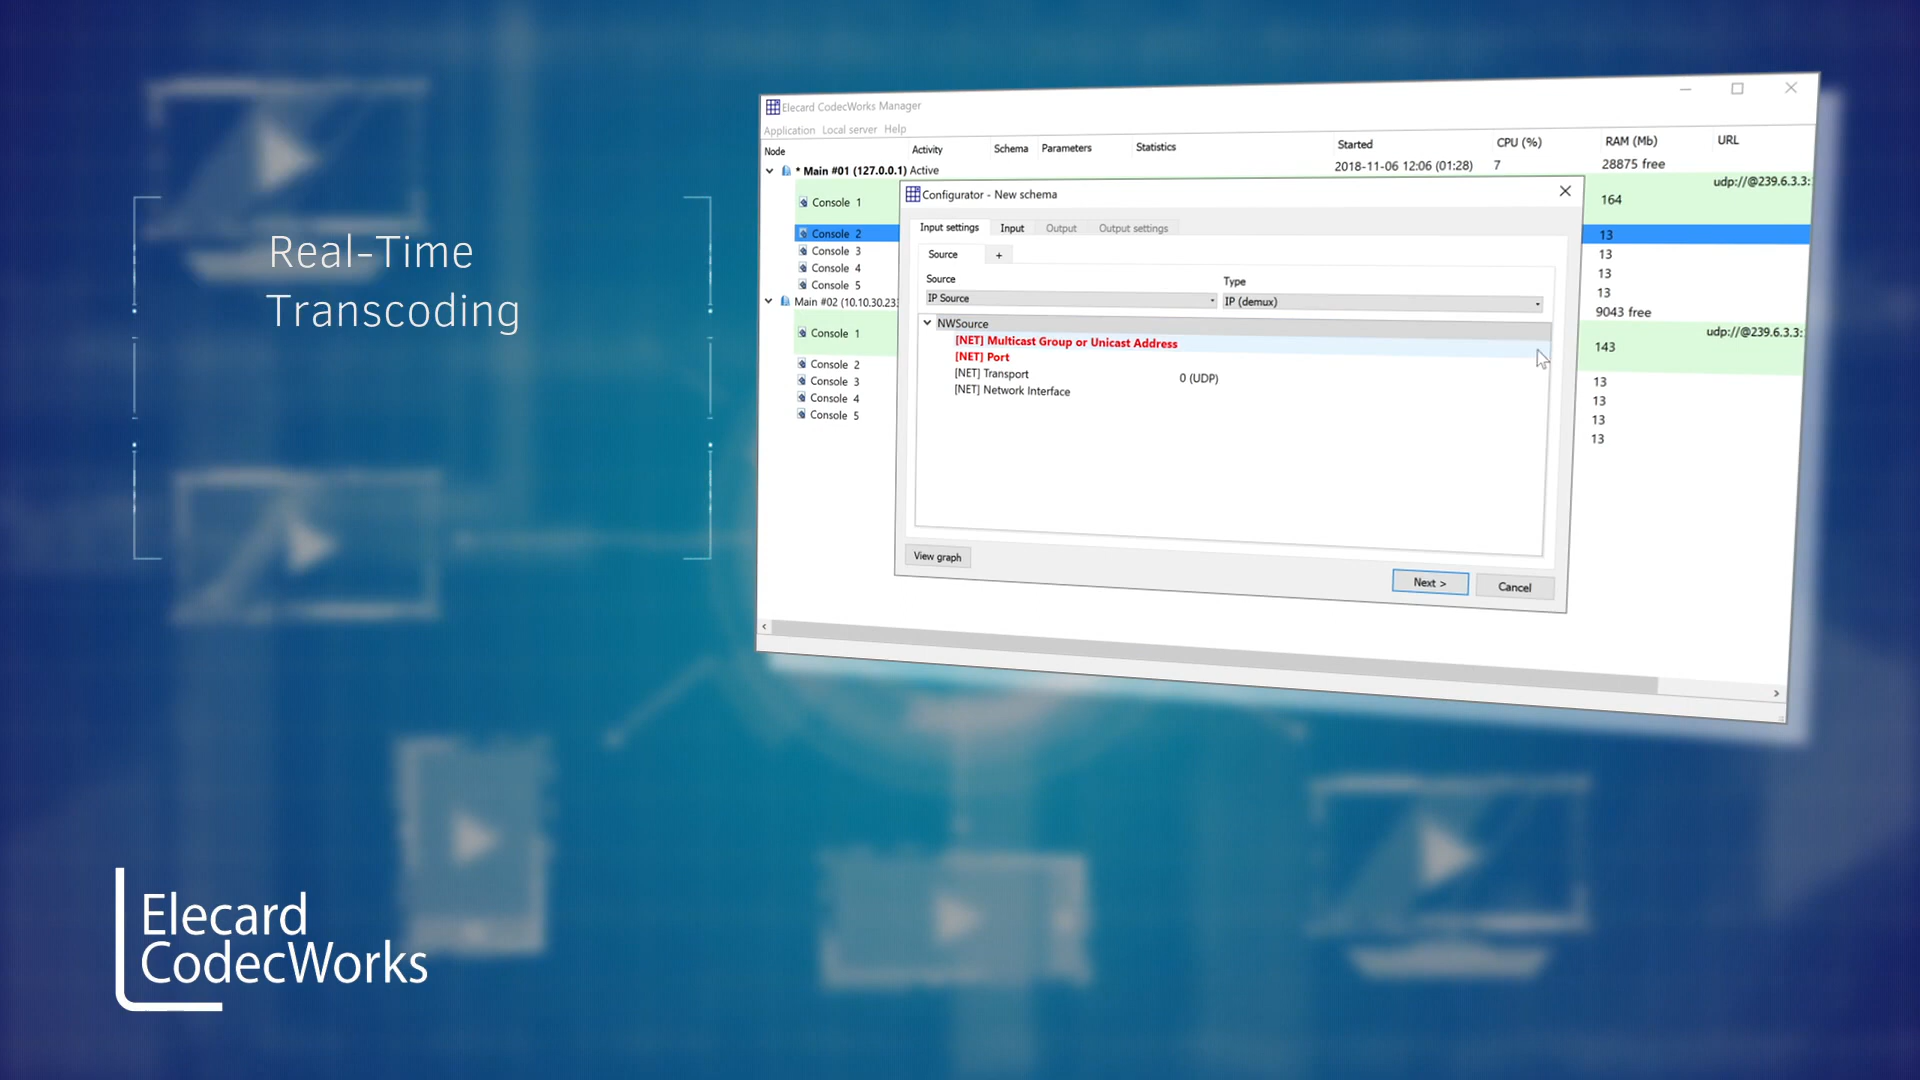 Real-Time
Transcoding
Elecard CodecWorks Manager
Application Local server Help
Node Activity Schema Parameters Statistics Started CPU (%) RAM (Mb) URL
* Main #01 (127.0.0.1) Active 2018-11-06 12:06 (01:28) 7 28875 free
Console 1 164 udp://@239.6.3.3:
Console 2 13
Console 3 13
Console 4 13
Console 5 13
Main #02 (10.10.30.23 9043 free
Console 1 143 udp://@239.6.3.3:
Console 2 13
Console 3 13
Console 4 13
Console 5 13
Configurator - New schema
Input settings Input Output Output settings
Source +
Source Type
IP Source IP (demux)
NWSource
[NET] Multicast Group or Unicast Address
[NET] Port
[NET] Transport 0 (UDP)
[NET] Network Interface
View graph Next > Cancel
Elecard
CodecWorks